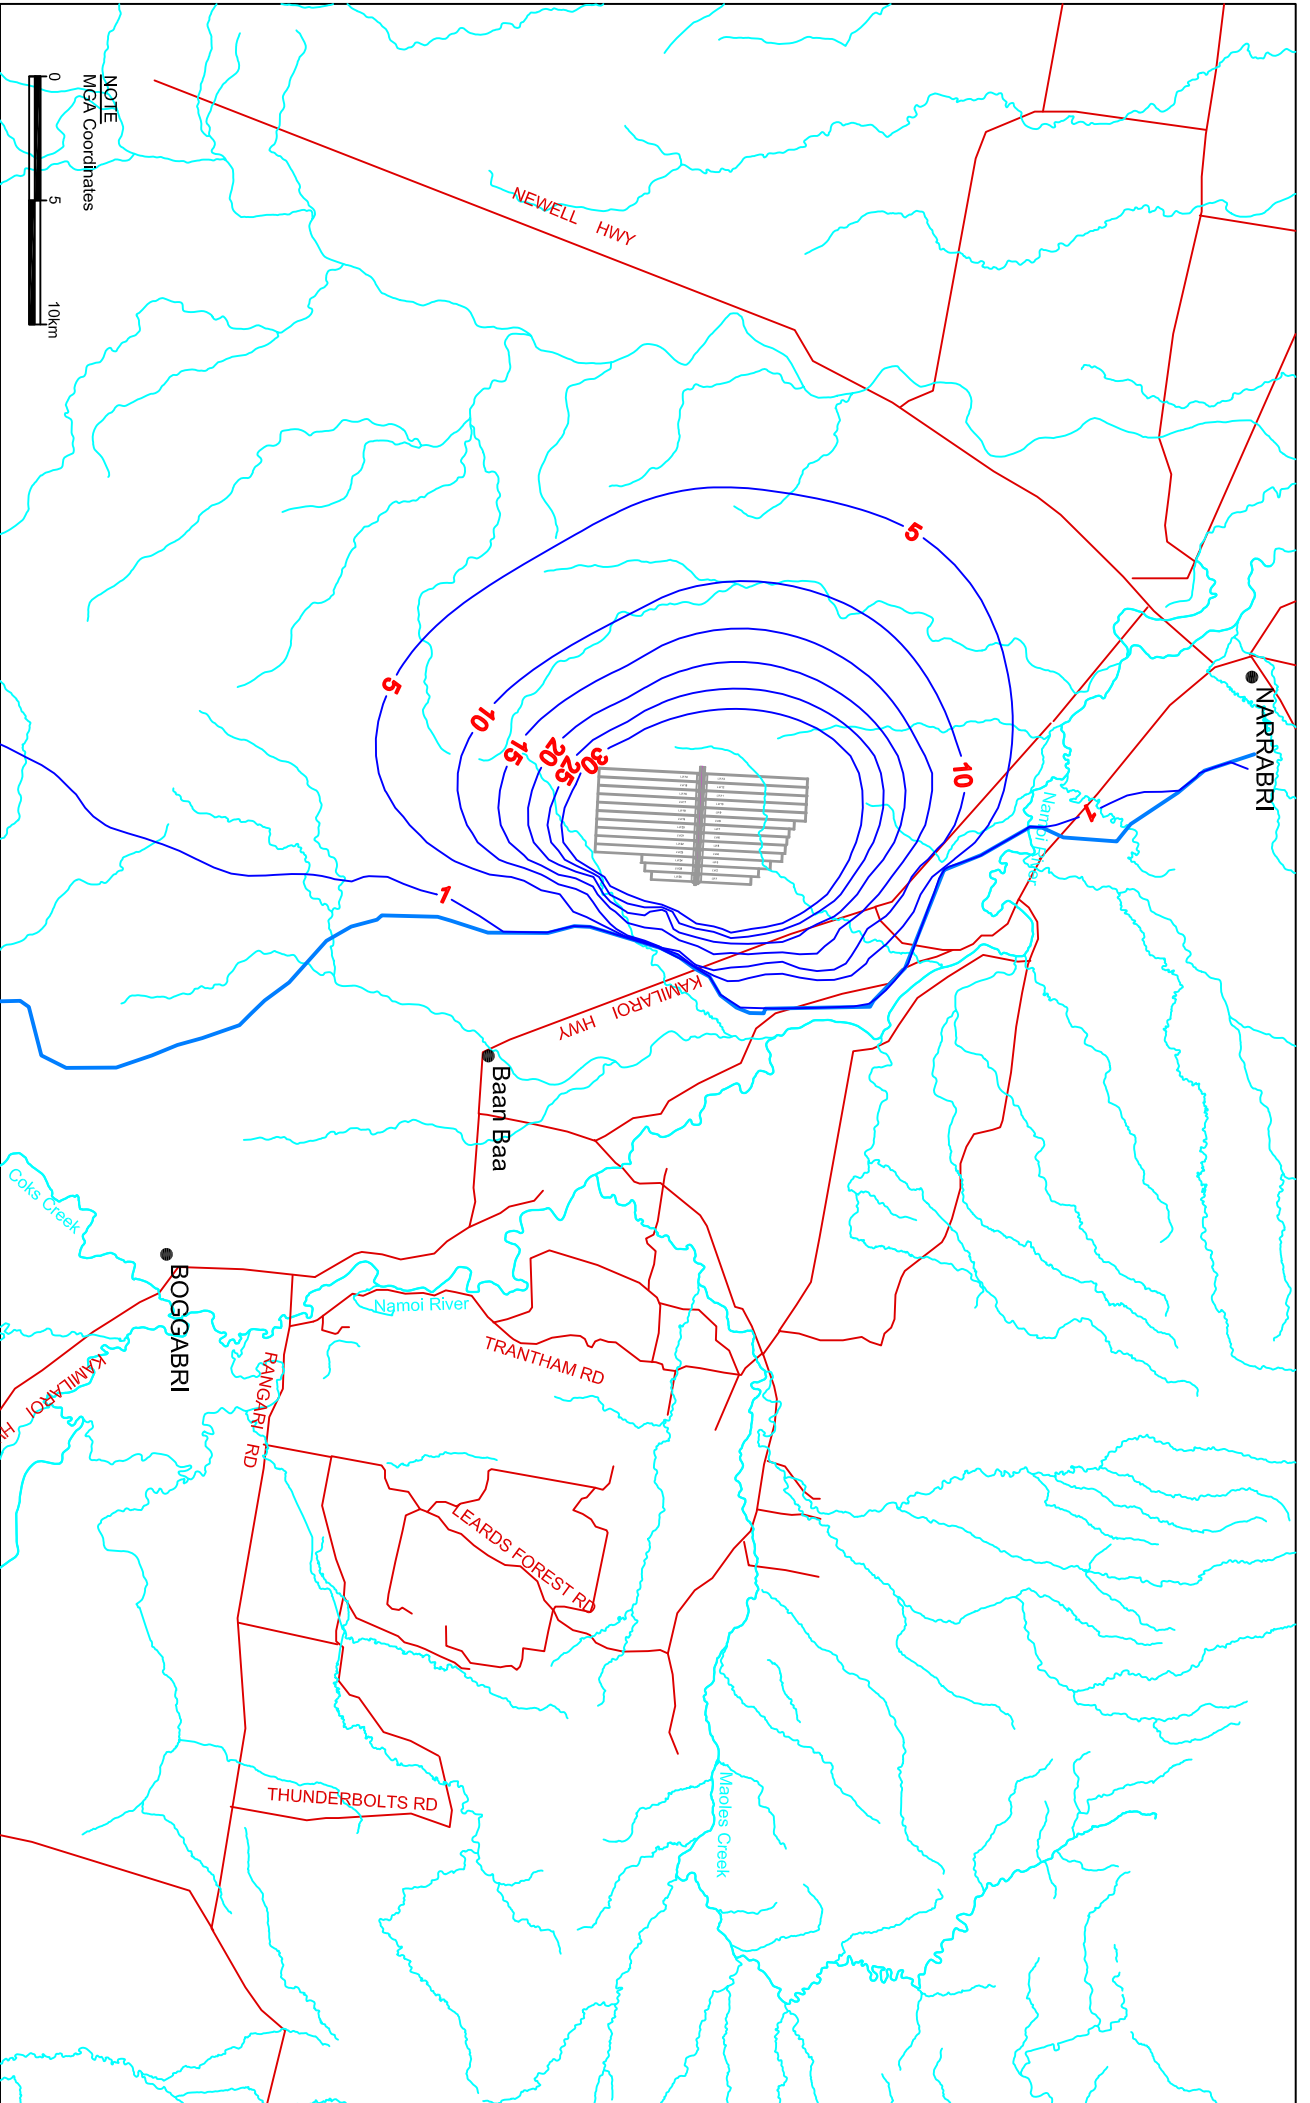 NOTE
MGA Coordinates
0
5
10km
NEWELL HWY
NARRABRI
5
5
10
10
15
20
25
30
1
1
Namoi River
KAMILAROI HWY
Baan Baa
Coks Creek
BOGGABRI
Namoi River
TRANTHAM RD
RANGARI RD
KAMILAROI H
LEARDS FOREST RD
THUNDERBOLTS RD
Maoles Creek